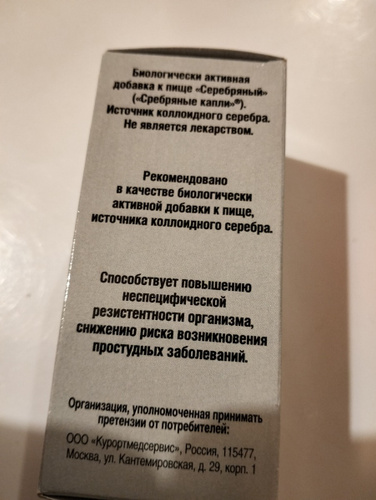 Биологически активная
добавка к пище «Серебряный»
(«Сребряные капли»®).
Источник коллоидного серебра.
Не является лекарством.
Рекомендовано
в качестве биологически
активной добавки к пище,
источника коллоидного серебра.
Способствует повышению
неспецифической
резистентности организма,
снижению риска возникновения
простудных заболеваний.
Организация, уполномоченная принимать
претензии от потребителей:
ООО «Курортмедсервис», Россия, 115477,
Москва, ул. Кантемировская, д. 29, корп. 1